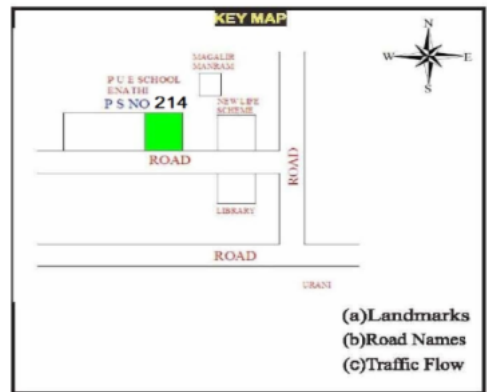 KEY MAP
N
W E
S
MAGALIR
MANRAM
P U E SCHOOL
ENATHI
P S NO 214
NEW LIFE
SCHEME
ROAD
ROAD
LIBRARY
ROAD
URANI
(a)Landmarks
(b)Road Names
(c)Traffic Flow